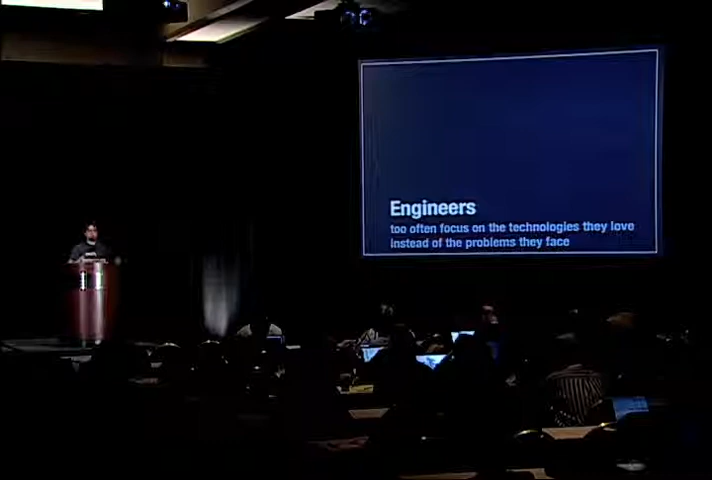 Engineers
too often focus on the technologies they love
instead of the problems they face